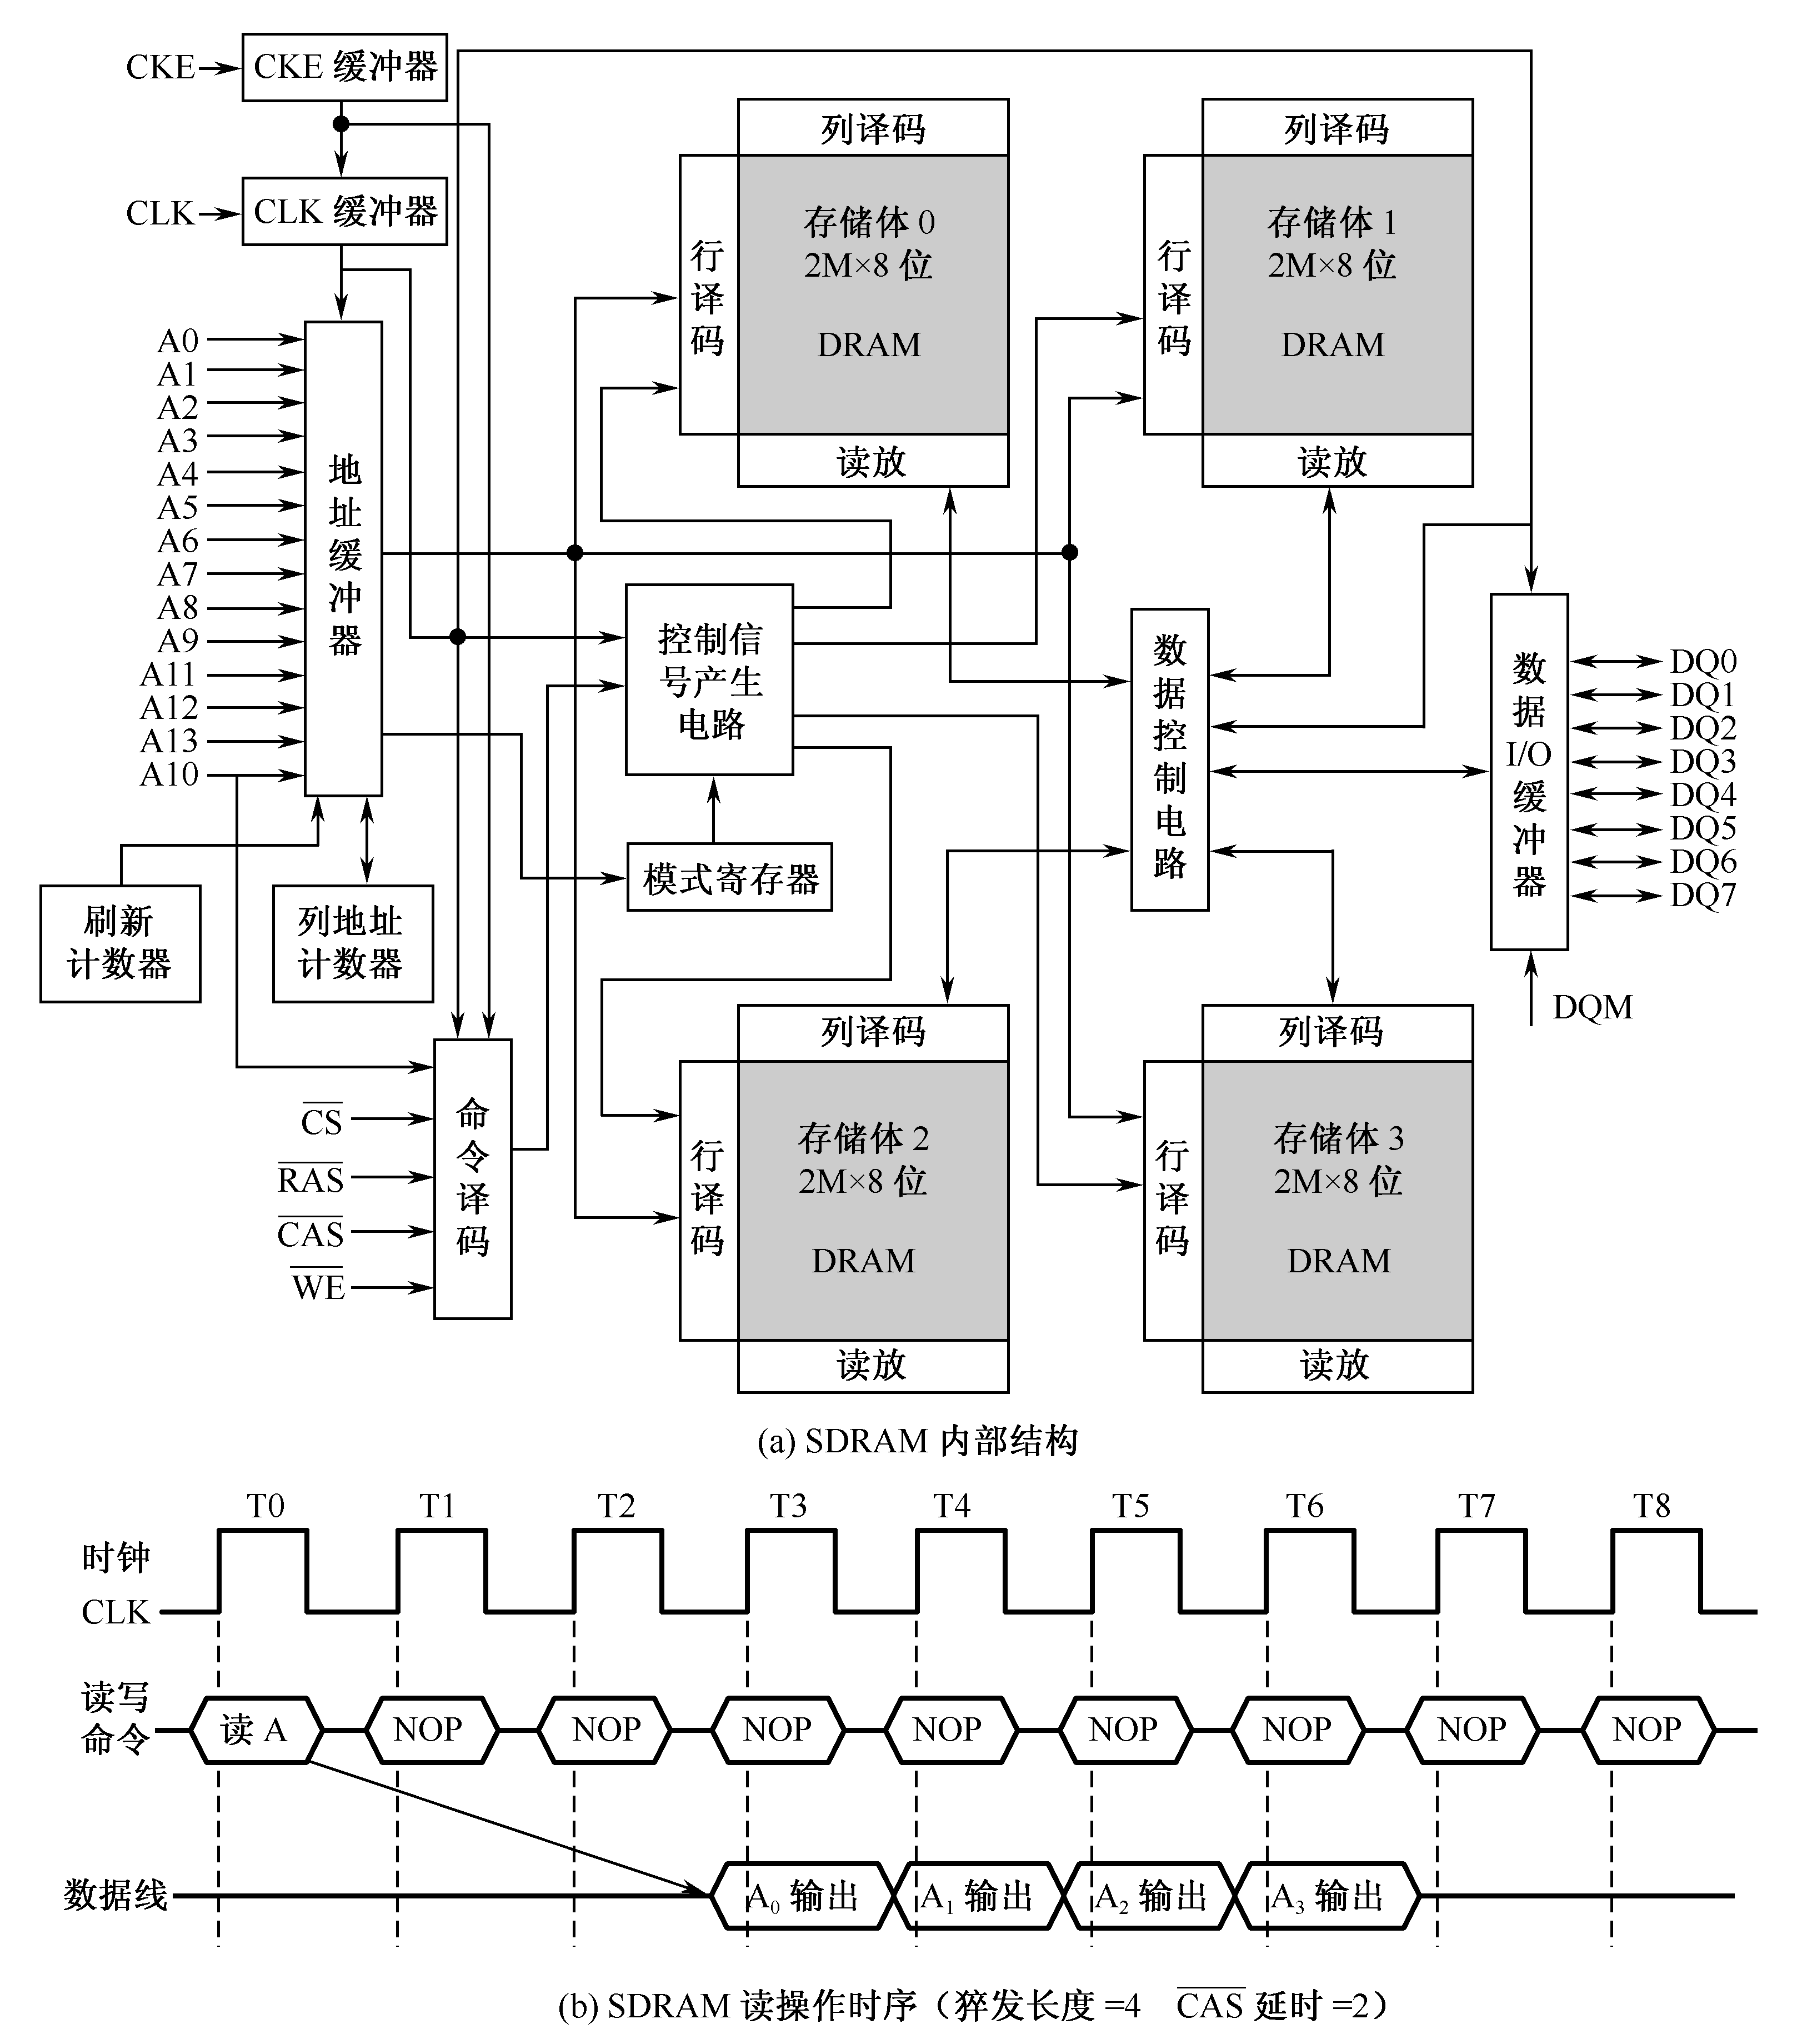 CKE
CKE 缓冲器
CLK
CLK 缓冲器
A0
A1
A2
A3
A4
A5
A6
A7
A8
A9
A11
A12
A13
A10
地址缓冲器
刷新
计数器
列地址
计数器
CS
RAS
CAS
WE
命令译码
控制信
号产生
电路
模式寄存器
列译码
行译码
存储体 0
2M×8 位
DRAM
读放
列译码
行译码
存储体 1
2M×8 位
DRAM
读放
列译码
行译码
存储体 2
2M×8 位
DRAM
读放
列译码
行译码
存储体 3
2M×8 位
DRAM
读放
数据控制电路
数据I/O缓冲器
DQ0
DQ1
DQ2
DQ3
DQ4
DQ5
DQ6
DQ7
DQM
(a) SDRAM 内部结构
T0 T1 T2 T3 T4 T5 T6 T7 T8
时钟
CLK
读写
命令
读 A NOP NOP NOP NOP NOP NOP NOP NOP
数据线
A0 输出 A1 输出 A2 输出 A3 输出
(b) SDRAM 读操作时序（猝发长度 =4 CAS 延时 =2）